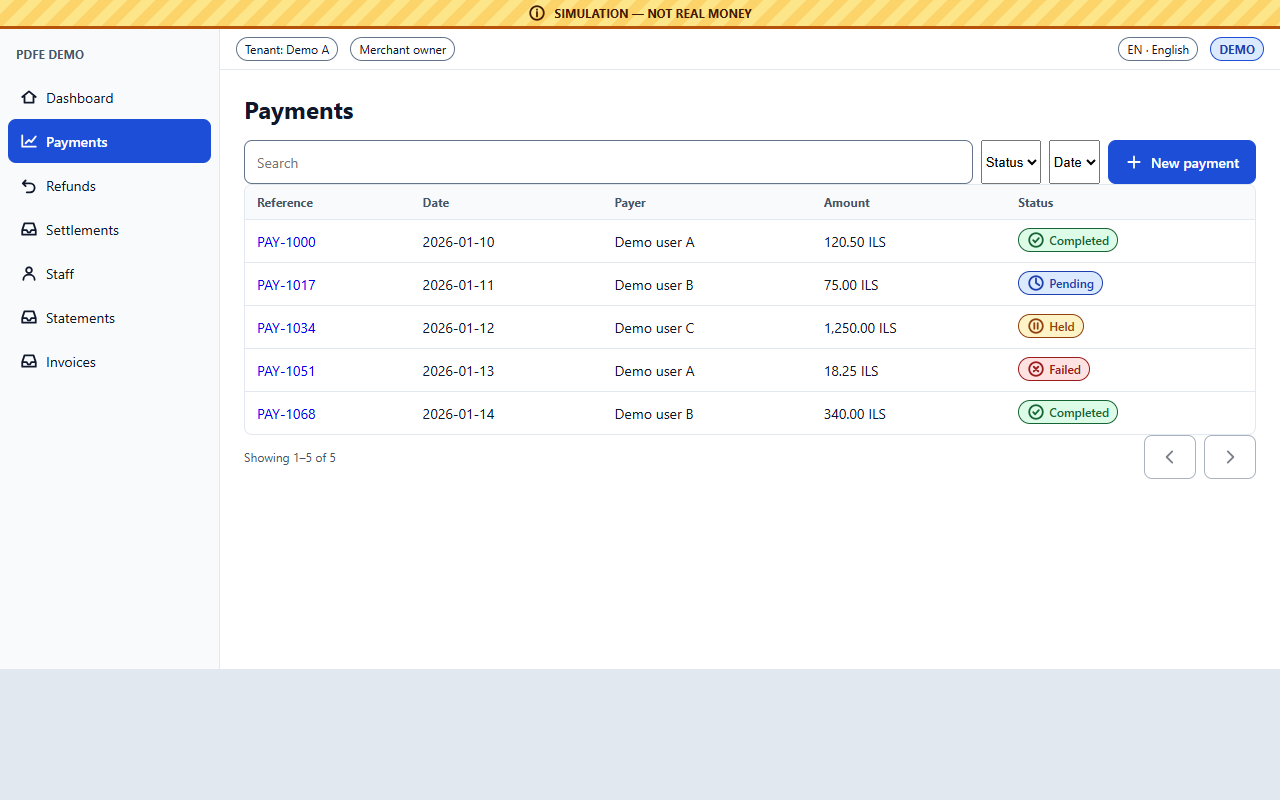 SIMULATION — NOT REAL MONEY
PDFE DEMO
Tenant: Demo A
Merchant owner
EN · English
DEMO
Dashboard
Payments
Refunds
Settlements
Staff
Statements
Invoices
Payments
Search
Status
Date
New payment
Reference Date Payer Amount Status
PAY-1000 2026-01-10 Demo user A 120.50 ILS Completed
PAY-1017 2026-01-11 Demo user B 75.00 ILS Pending
PAY-1034 2026-01-12 Demo user C 1,250.00 ILS Held
PAY-1051 2026-01-13 Demo user A 18.25 ILS Failed
PAY-1068 2026-01-14 Demo user B 340.00 ILS Completed
Showing 1–5 of 5